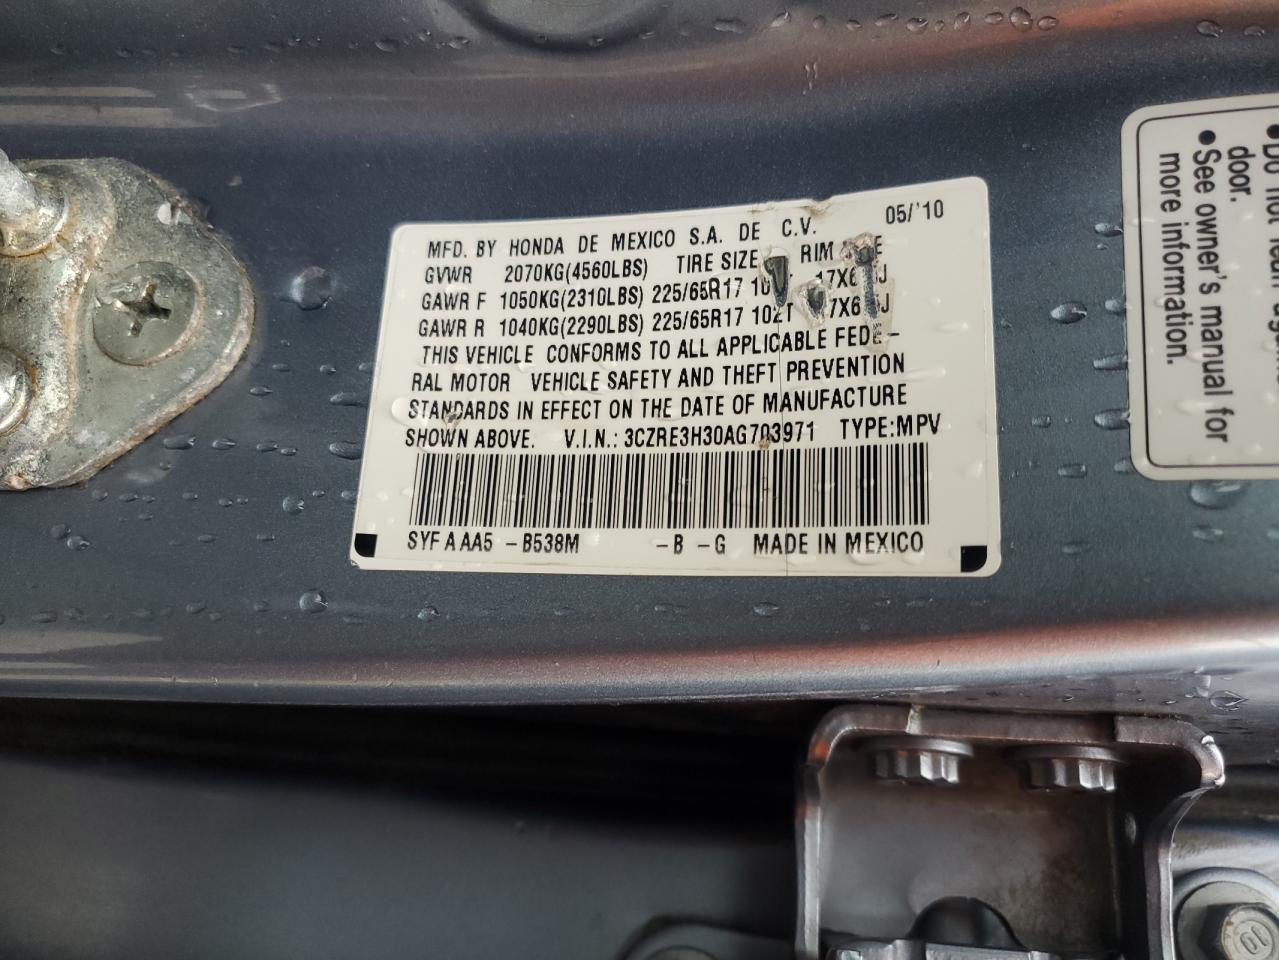 MFD. BY HONDA DE MEXICO S.A. DE C.V. 05/'10
GVWR 2070KG(4560LBS) TIRE SIZE RIM
GAWR F 1050KG(2310LBS) 225/65R17
GAWR R 1040KG(2290LBS) 225/65R17 102T
THIS VEHICLE CONFORMS TO ALL APPLICABLE FEDE-
RAL MOTOR VEHICLE SAFETY AND THEFT PREVENTION
STANDARDS IN EFFECT ON THE DATE OF MANUFACTURE
SHOWN ABOVE. V.I.N.: 3CZRE3H30AG703971 TYPE:MPV
SYF A AA5 -B538M -B -G MADE IN MEXICO
door.
• See owner's manual for
more information.
10